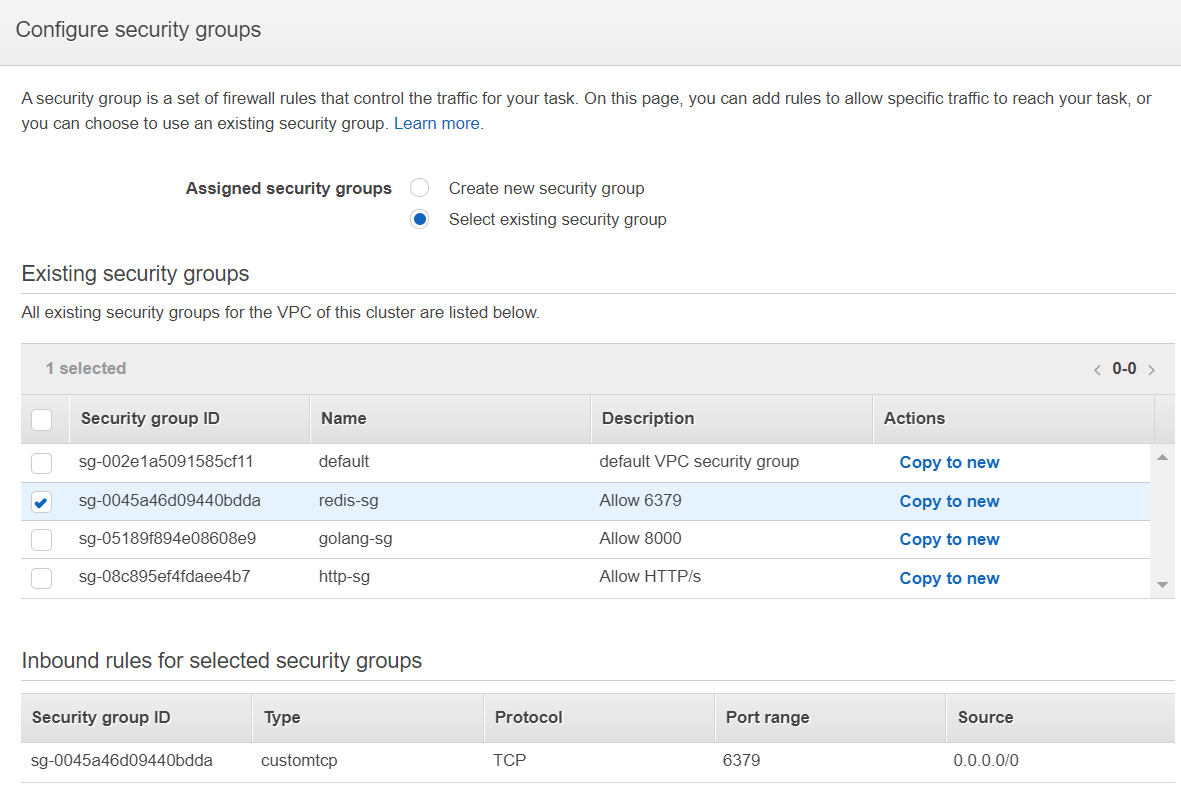 Configure security groups
A security group is a set of firewall rules that control the traffic for your task. On this page, you can add rules to allow specific traffic to reach your task, or
you can choose to use an existing security group. Learn more.
Assigned security groups Create new security group
Select existing security group
Existing security groups
All existing security groups for the VPC of this cluster are listed below.
1 selected < 0-0 >
Security group ID Name Description Actions
sg-002e1a5091585cf11 default default VPC security group Copy to new
sg-0045a46d09440bdda redis-sg Allow 6379 Copy to new
sg-05189f894e08608e9 golang-sg Allow 8000 Copy to new
sg-08c895ef4fdaee4b7 http-sg Allow HTTP/s Copy to new
Inbound rules for selected security groups
Security group ID Type Protocol Port range Source
sg-0045a46d09440bdda customtcp TCP 6379 0.0.0.0/0